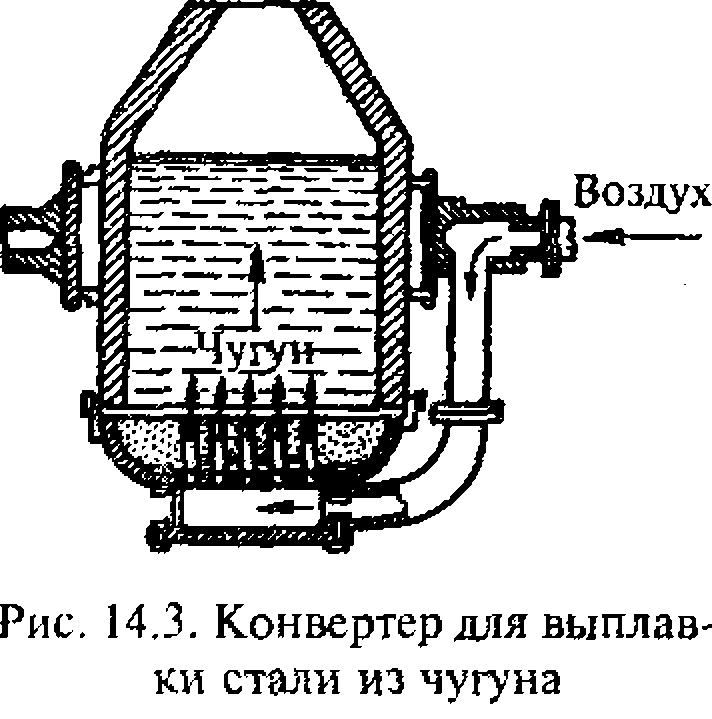 Воздух
Чугун
Рис. 14.3. Конвертер для выплав-
ки стали из чугуна